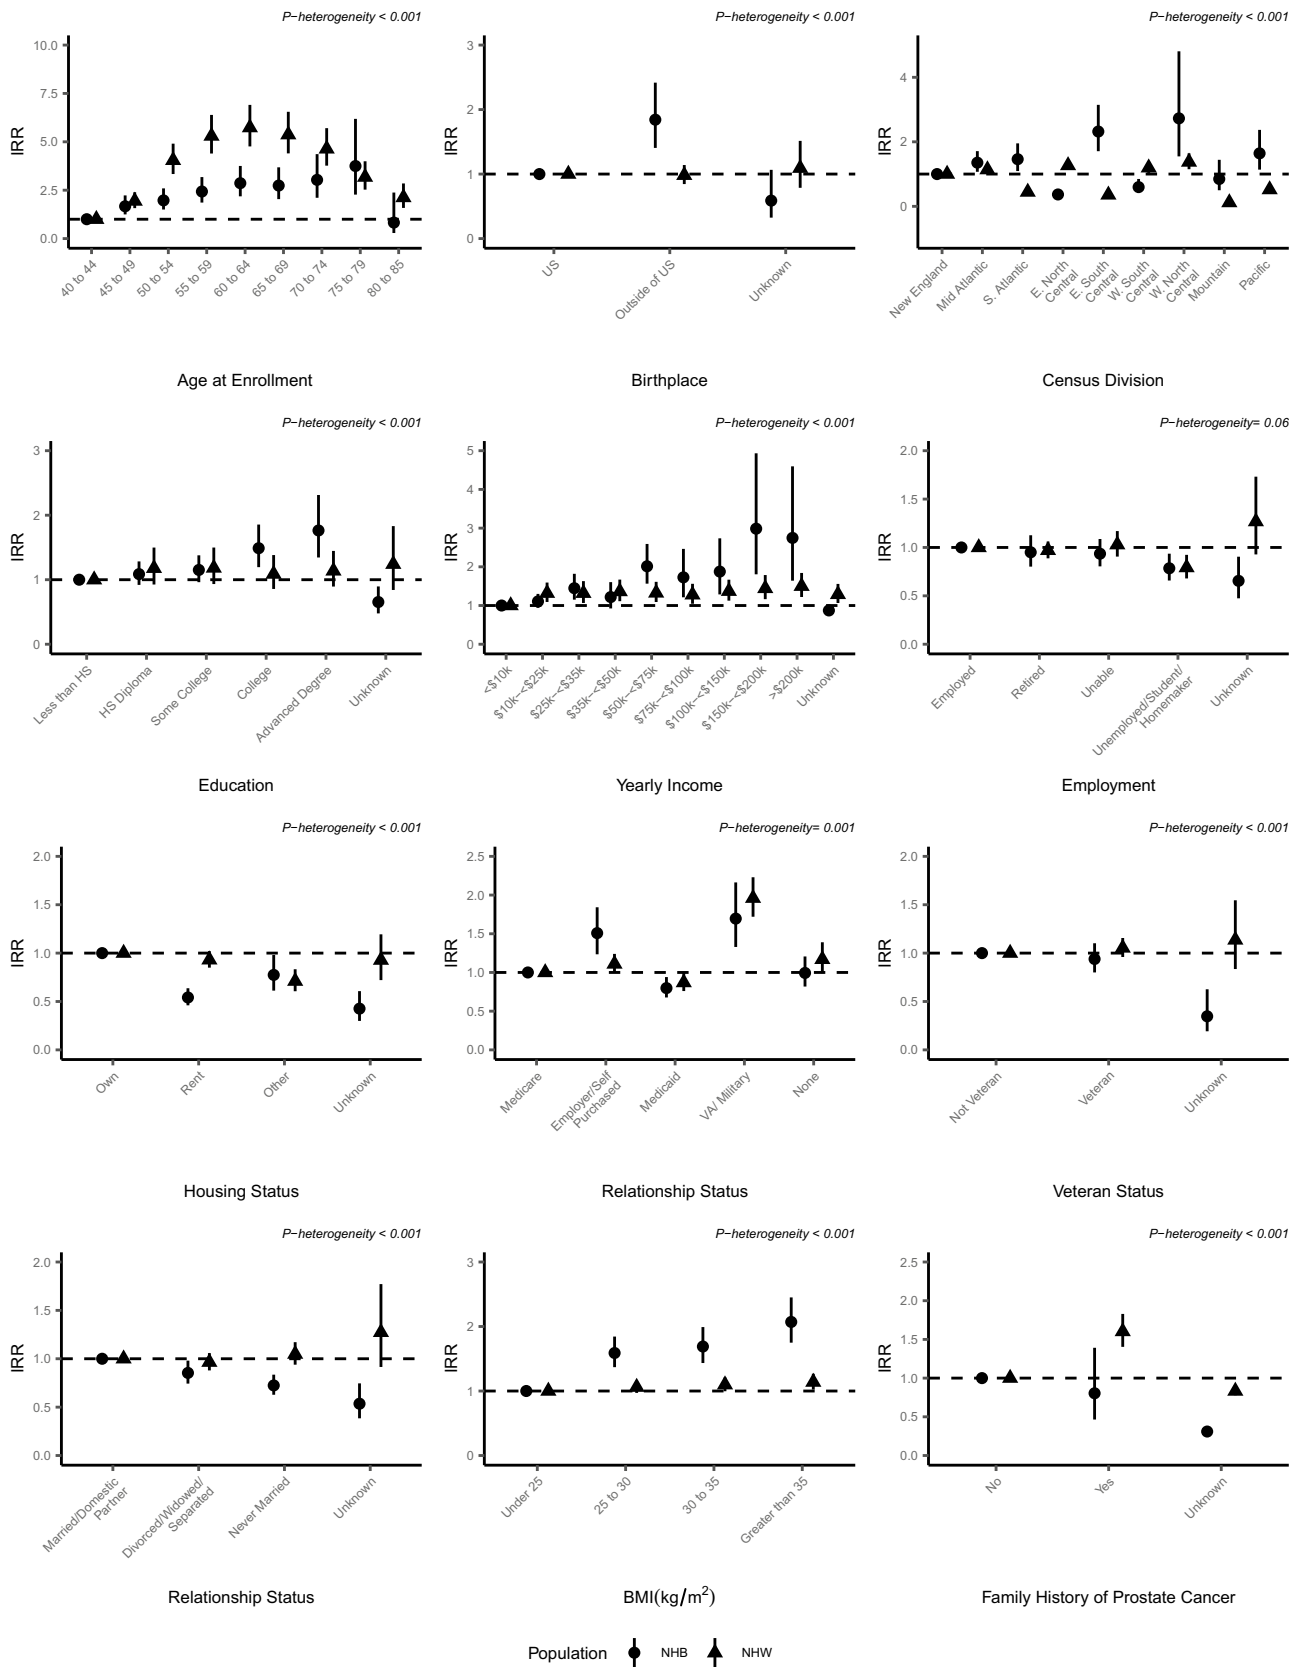 P−heterogeneity < 0.001
IRR
10.0
7.5
5.0
2.5
0.0
40 to 44
45 to 49
50 to 54
55 to 59
60 to 64
65 to 69
70 to 74
75 to 79
80 to 85
Age at Enrollment
P−heterogeneity < 0.001
IRR
3
2
1
0
US
Outside of US
Unknown
Birthplace
P−heterogeneity < 0.001
IRR
4
2
0
New England
Mid Atlantic
S. Atlantic
E. North
Central
E. South
Central
W. South
Central
W. North
Central
Mountain
Pacific
Census Division
P−heterogeneity < 0.001
IRR
3
2
1
0
Less than HS
HS Diploma
Some College
College
Advanced Degree
Unknown
Education
P−heterogeneity < 0.001
IRR
5
4
3
2
1
0
<$10k
$10k−<$25k
$25k−<$35k
$35k−<$50k
$50k−<$75k
$75k−<$100k
$100k−<$150k
$150k−<$200k
>$200k
Unknown
Yearly Income
P−heterogeneity= 0.06
IRR
2.0
1.5
1.0
0.5
0.0
Employed
Retired
Unable
Unemployed/Student/
Homemaker
Unknown
Employment
P−heterogeneity < 0.001
IRR
2.0
1.5
1.0
0.5
0.0
Own
Rent
Other
Unknown
Housing Status
P−heterogeneity= 0.001
IRR
2.5
2.0
1.5
1.0
0.5
0.0
Medicare
Employer/Self
Purchased
Medicaid
VA/ Military
None
Relationship Status
P−heterogeneity < 0.001
IRR
2.0
1.5
1.0
0.5
0.0
Not Veteran
Veteran
Unknown
Veteran Status
P−heterogeneity < 0.001
IRR
2.0
1.5
1.0
0.5
0.0
Married/Domestic
Partner
Divorced/Widowed/
Separated
Never Married
Unknown
Relationship Status
P−heterogeneity < 0.001
IRR
3
2
1
0
Under 25
25 to 30
30 to 35
Greater than 35
BMI(kg/m²)
P−heterogeneity < 0.001
IRR
2.5
2.0
1.5
1.0
0.5
0.0
No
Yes
Unknown
Family History of Prostate Cancer
Population NHB NHW